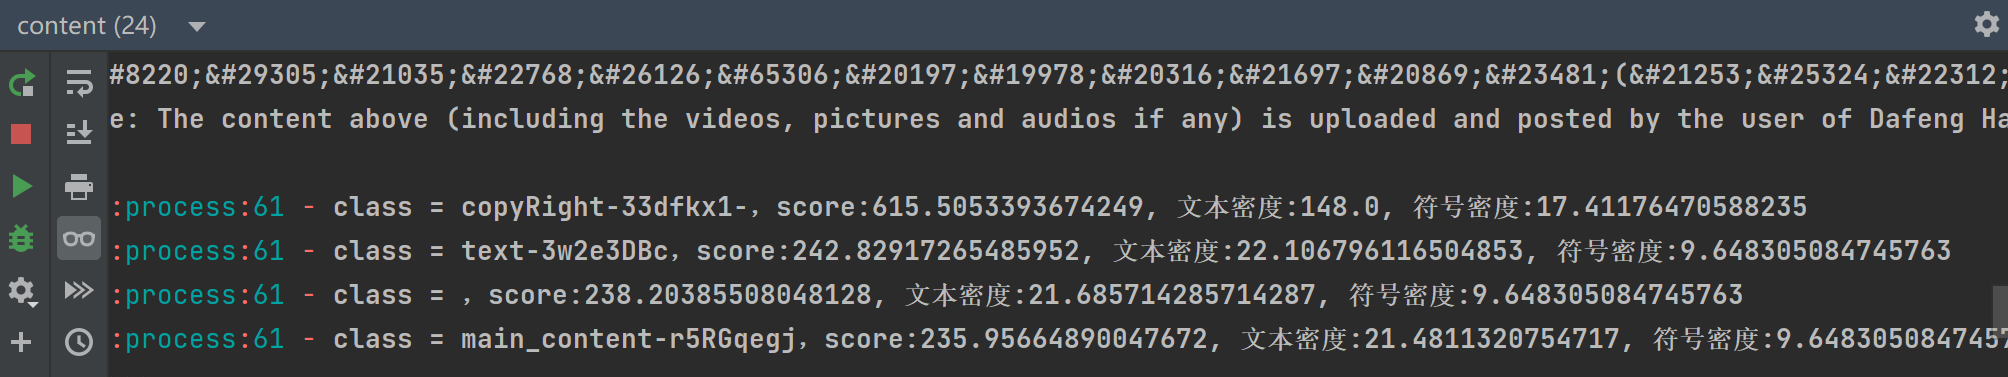 content (24)
#8220;&#29305;&#21035;&#22768;&#26126;&#65306;&#20197;&#19978;&#20316;&#21697;&#20869;&#23481;(&#21253;&#25324;&#22312;
e: The content above (including the videos, pictures and audios if any) is uploaded and posted by the user of Dafeng Ha
:process:61 - class = copyRight-33dfkx1-，score:615.5053393674249, 文本密度:148.0, 符号密度:17.41176470588235
:process:61 - class = text-3w2e3DBc，score:242.82917265485952, 文本密度:22.106796116504853, 符号密度:9.648305084745763
:process:61 - class = ，score:238.20385508048128, 文本密度:21.685714285714287, 符号密度:9.648305084745763
:process:61 - class = main_content-r5RGqegj，score:235.95664890047672, 文本密度:21.4811320754717, 符号密度:9.6483050847457